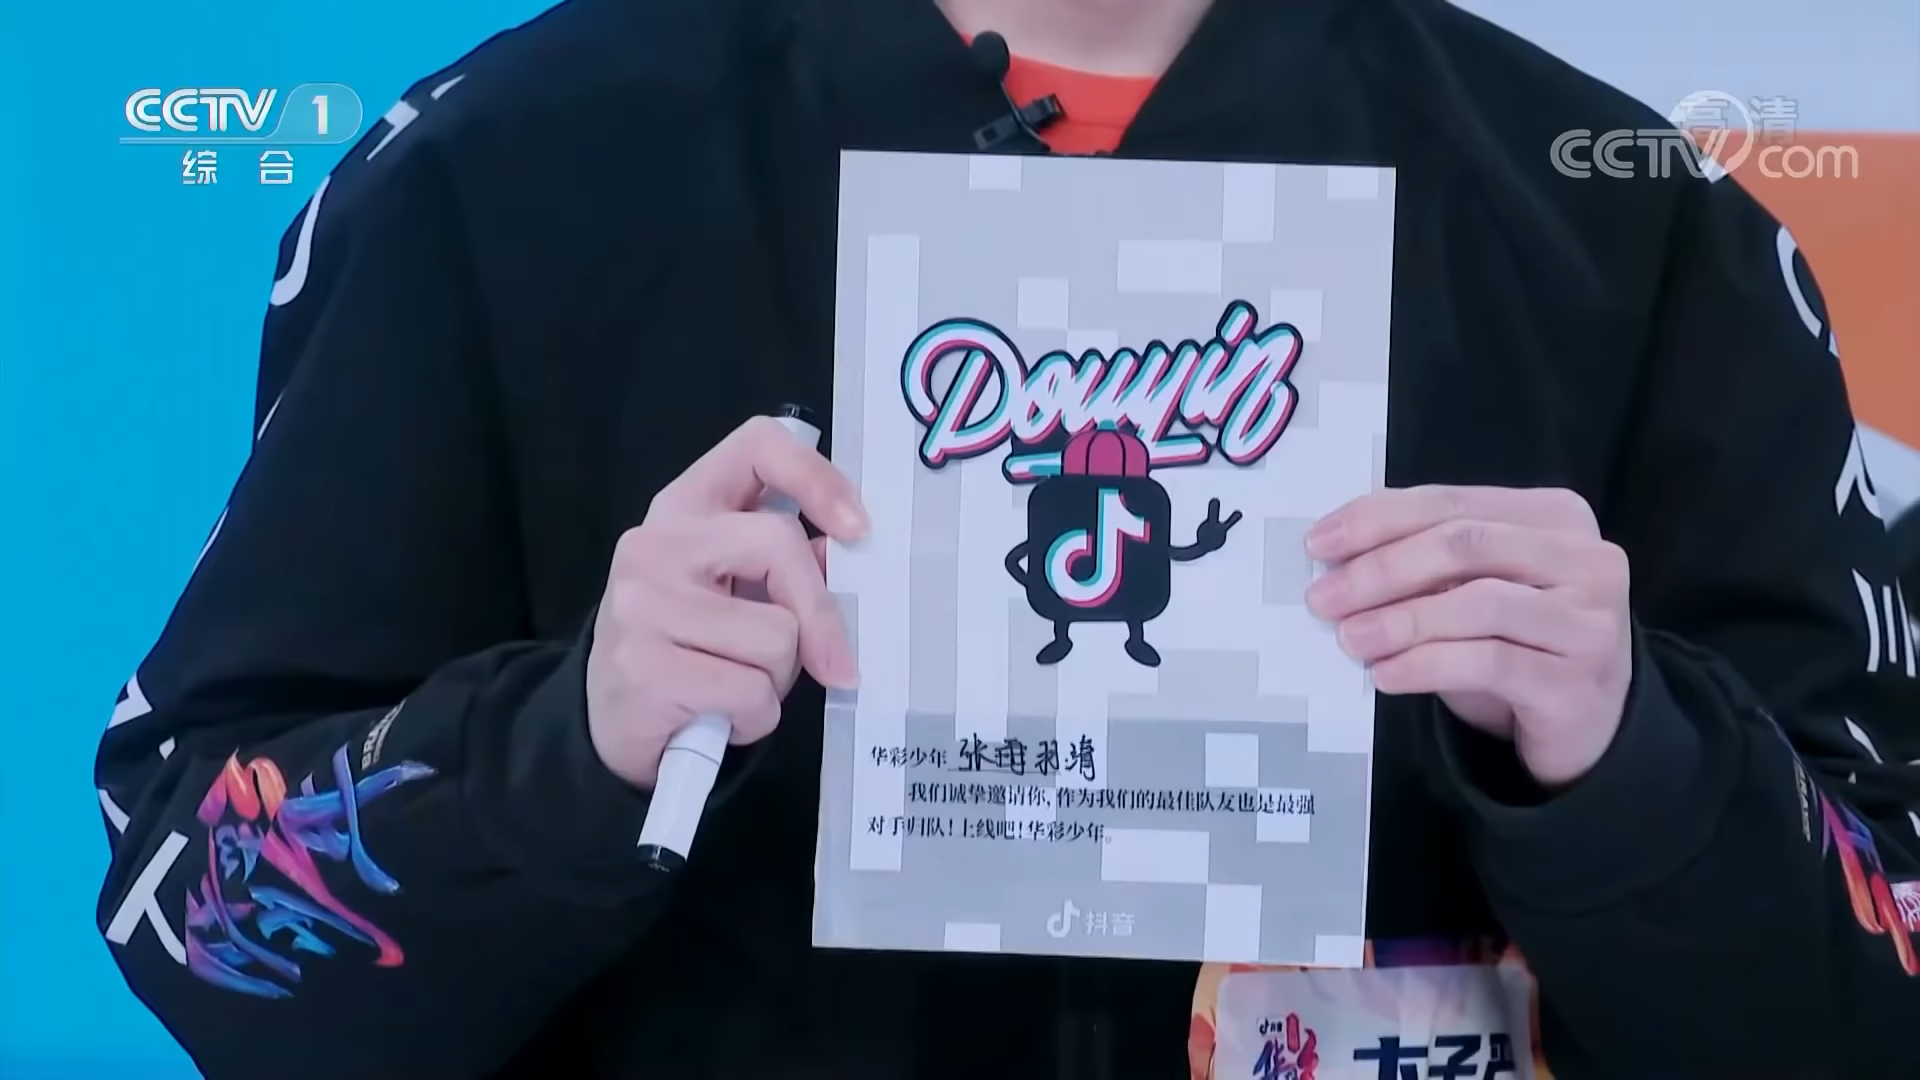 CCTV 1
综合
高清
CCTV com
Douyin
华彩少年 张珂羽清
我们诚挚邀请你,作为我们的最佳队友也是最强
对手归队!上线吧!华彩少年。
抖音